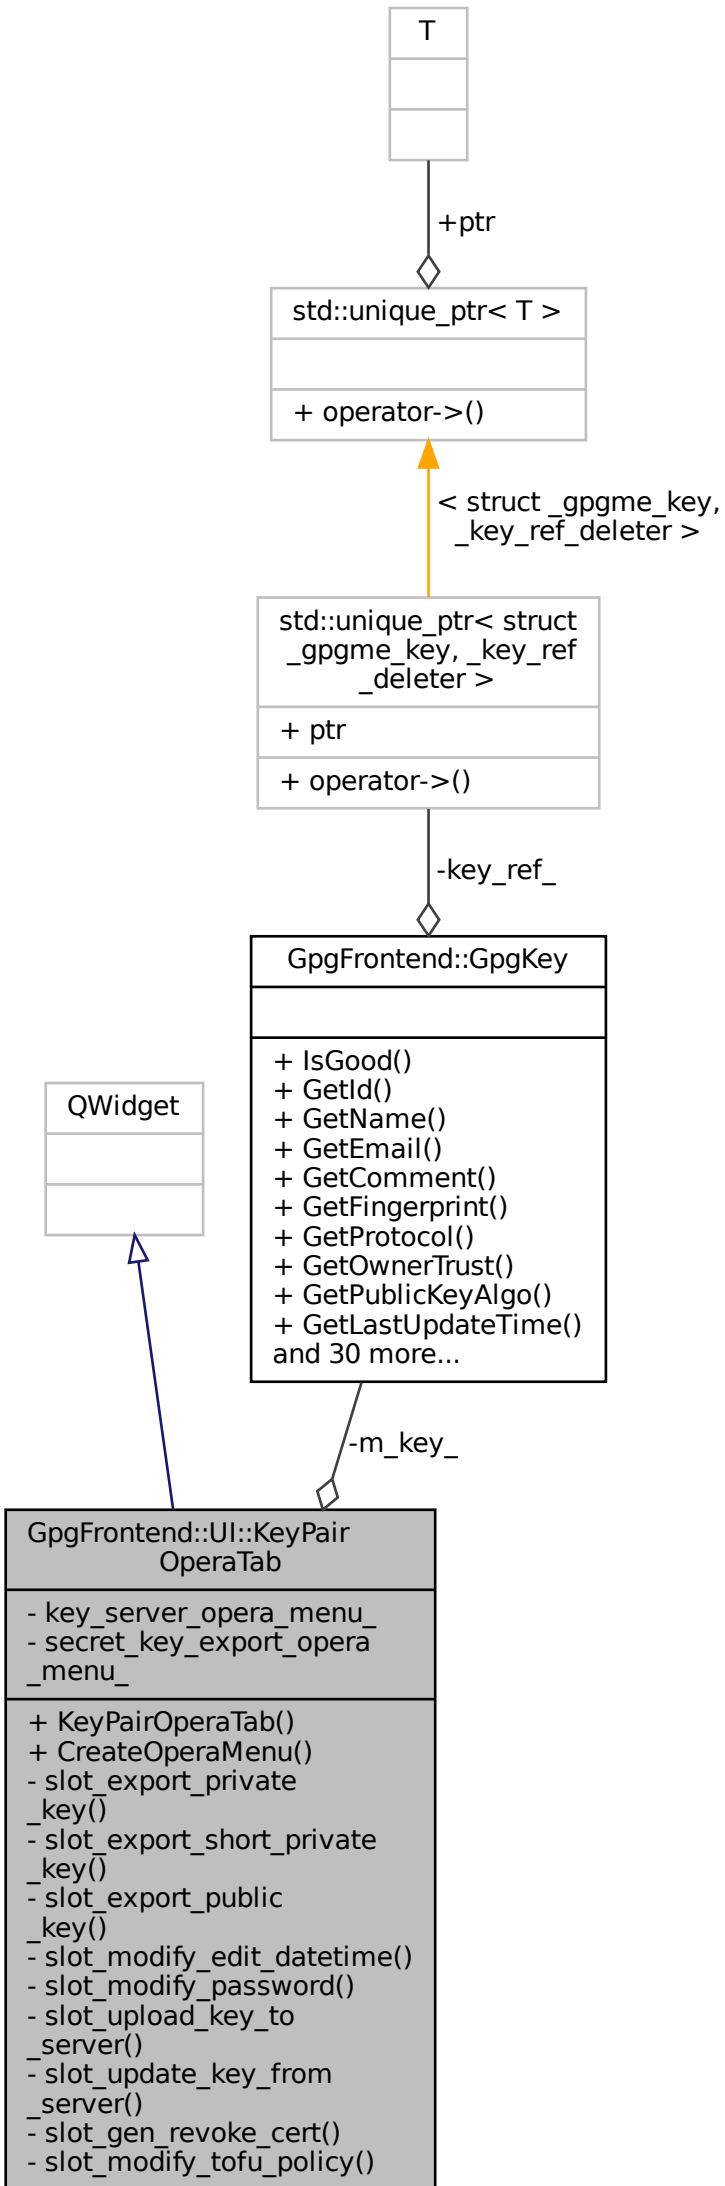 T
+ptr
std::unique_ptr< T >
+ operator->()
< struct _gpgme_key,
_key_ref_deleter >
std::unique_ptr< struct
_gpgme_key, _key_ref
_deleter >
+ ptr
+ operator->()
-key_ref_
GpgFrontend::GpgKey
+ IsGood()
+ GetId()
+ GetName()
+ GetEmail()
+ GetComment()
+ GetFingerprint()
+ GetProtocol()
+ GetOwnerTrust()
+ GetPublicKeyAlgo()
+ GetLastUpdateTime()
and 30 more...
QWidget
-m_key_
GpgFrontend::UI::KeyPair
OperaTab
- key_server_opera_menu_
- secret_key_export_opera
_menu_
+ KeyPairOperaTab()
+ CreateOperaMenu()
- slot_export_private
_key()
- slot_export_short_private
_key()
- slot_export_public
_key()
- slot_modify_edit_datetime()
- slot_modify_password()
- slot_upload_key_to
_server()
- slot_update_key_from
_server()
- slot_gen_revoke_cert()
- slot_modify_tofu_policy()